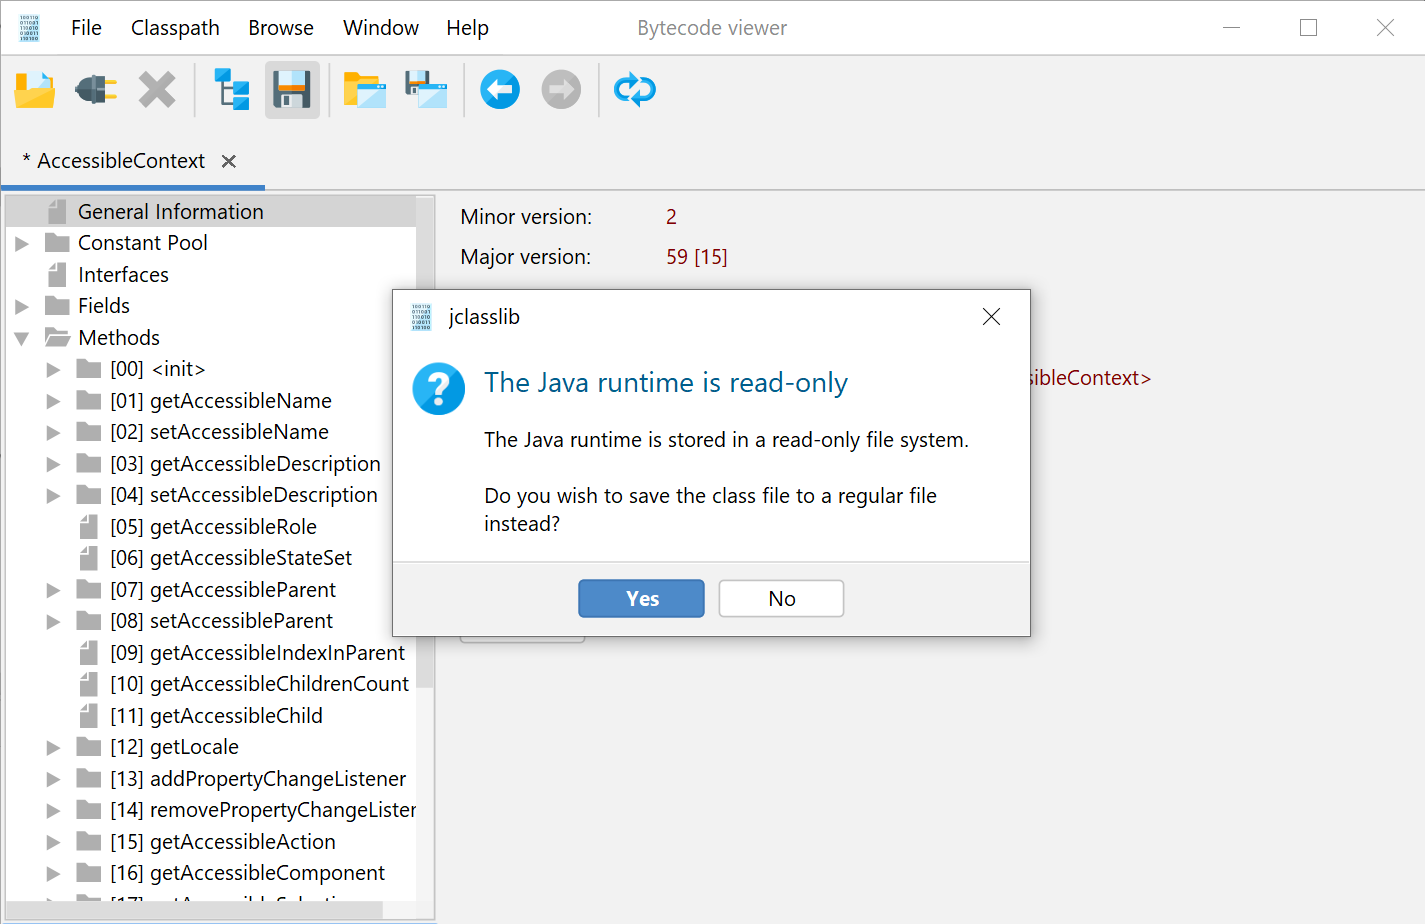 File Classpath Browse Window Help Bytecode viewer
* AccessibleContext
General Information
Constant Pool
Interfaces
Fields
Methods
[00] <init>
[01] getAccessibleName
[02] setAccessibleName
[03] getAccessibleDescription
[04] setAccessibleDescription
[05] getAccessibleRole
[06] getAccessibleStateSet
[07] getAccessibleParent
[08] setAccessibleParent
[09] getAccessibleIndexInParent
[10] getAccessibleChildrenCount
[11] getAccessibleChild
[12] getLocale
[13] addPropertyChangeListener
[14] removePropertyChangeListen
[15] getAccessibleAction
[16] getAccessibleComponent
Minor version: 2
Major version: 59 [15]
sibleContext>
jclasslib
The Java runtime is read-only
The Java runtime is stored in a read-only file system.
Do you wish to save the class file to a regular file
instead?
Yes No